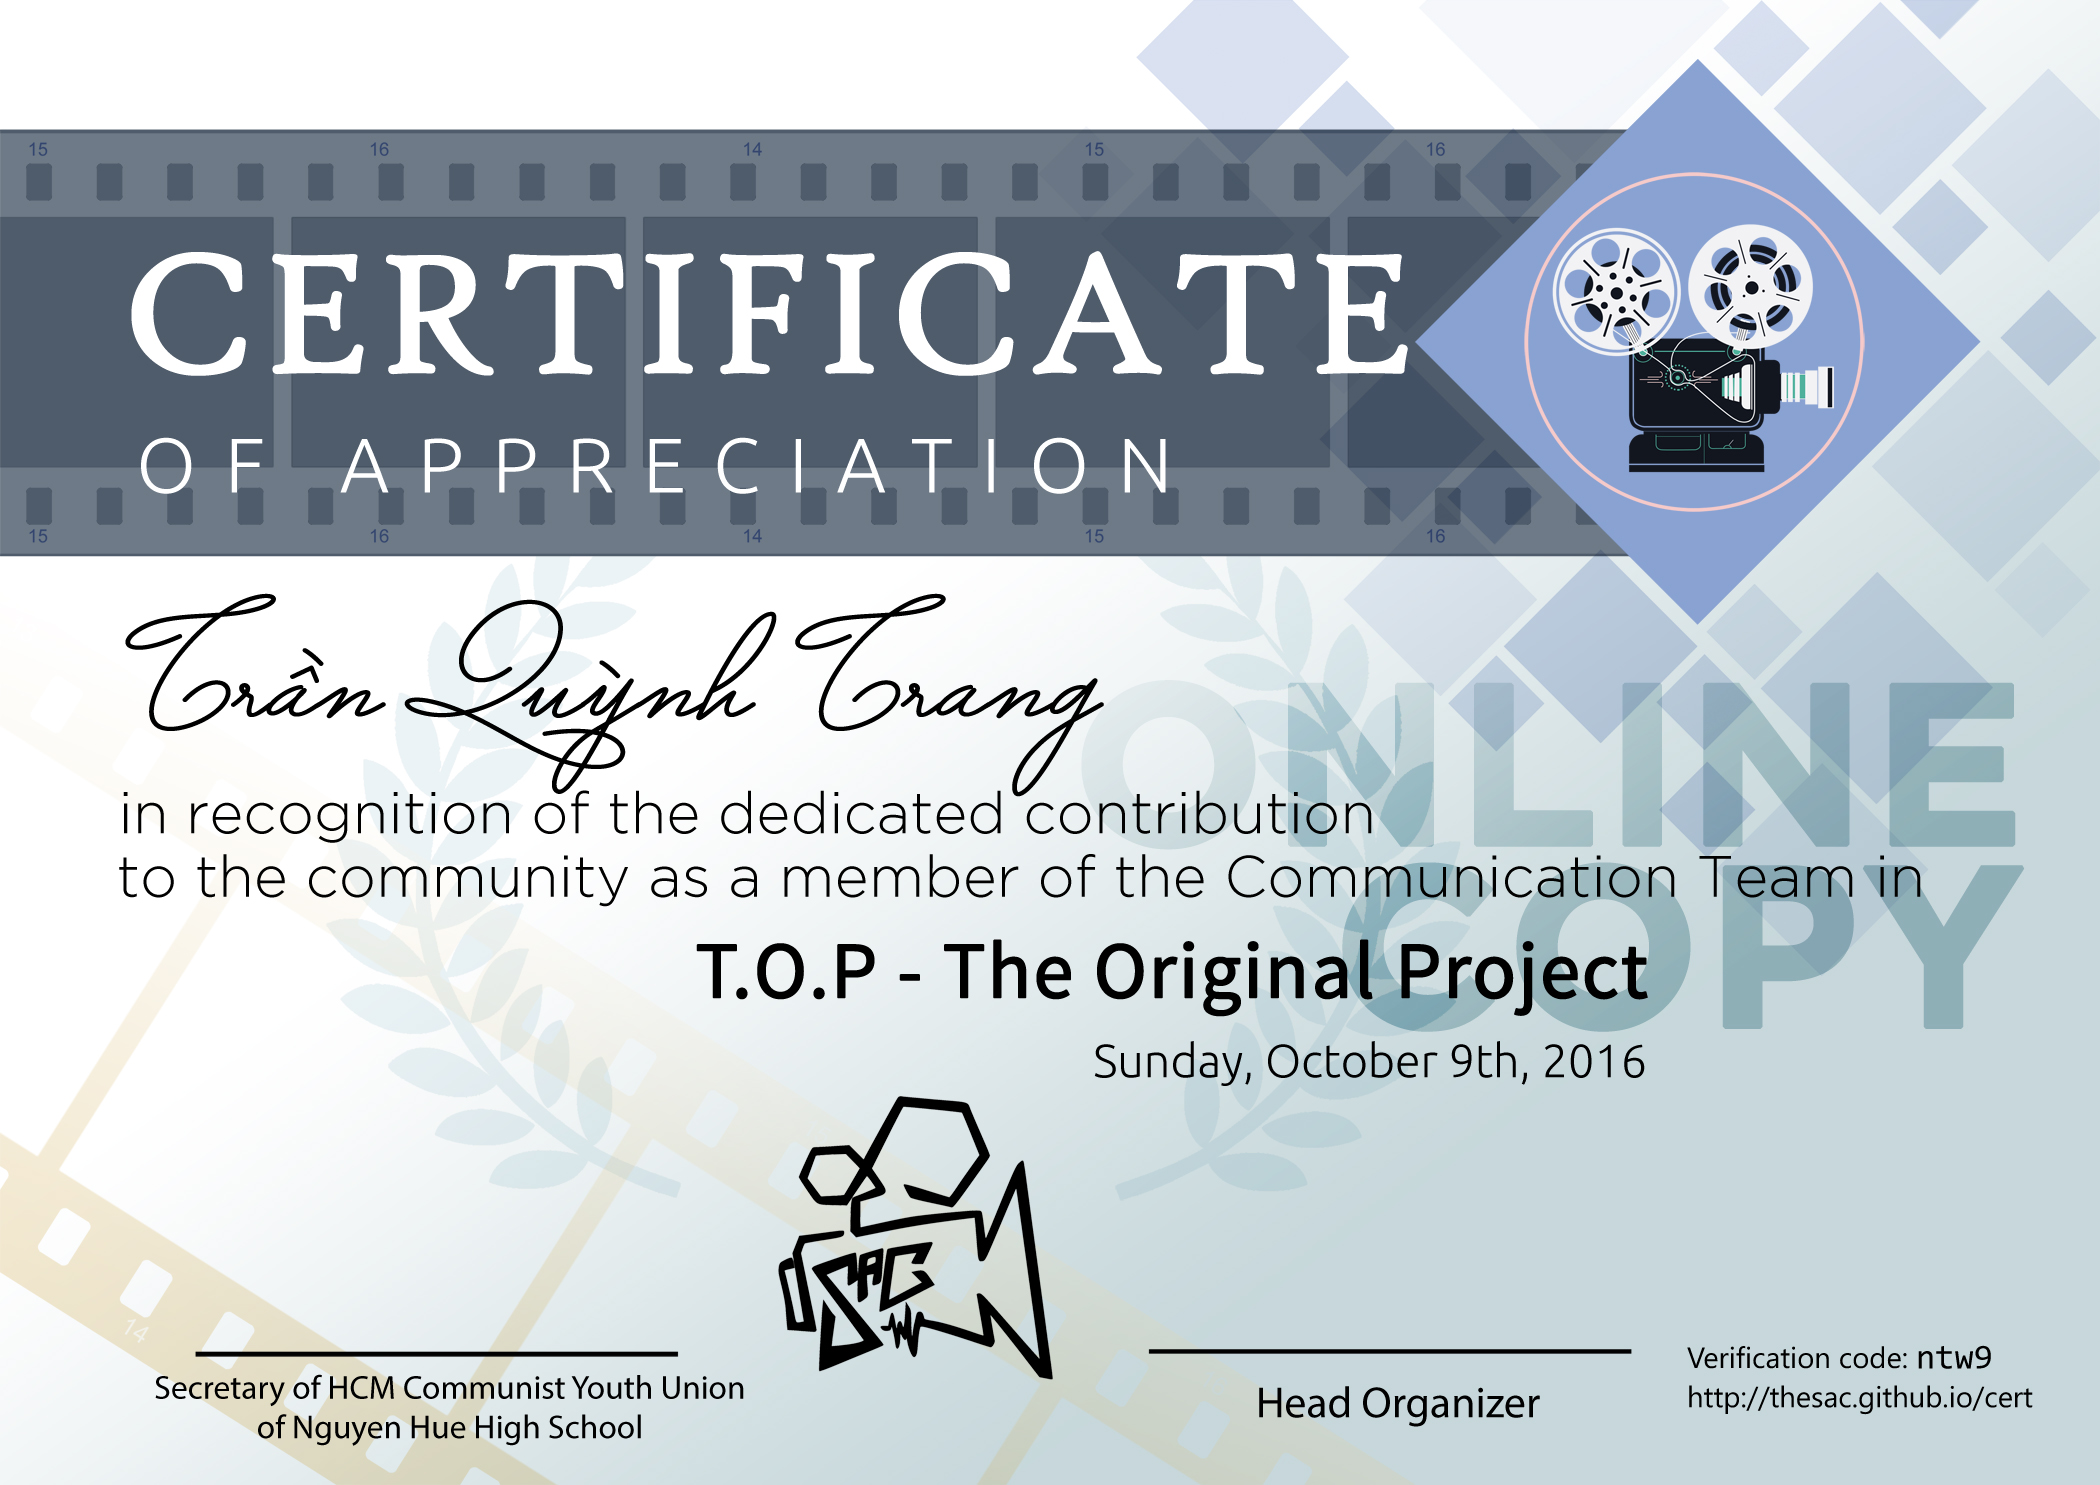 15 16 14 15 16
CERTIFICATE
OF APPRECIATION
15 16 14 15 16
Trần Quỳnh Trang
ONLINE
in recognition of the dedicated contribution
to the community as a member of the Communication Team in
COPY
T.O.P - The Original Project
Sunday, October 9th, 2016
SAC
14
Secretary of HCM Communist Youth Union
of Nguyen Hue High School
Head Organizer
Verification code: ntw9
http://thesac.github.io/cert